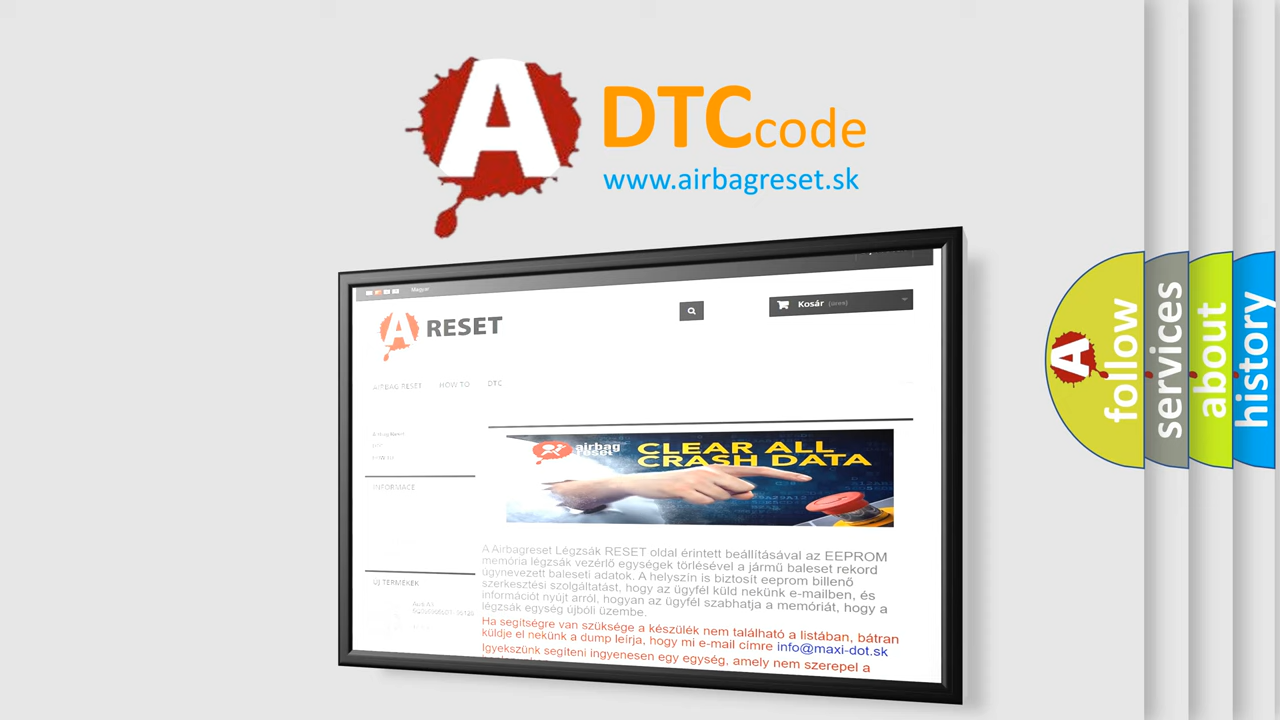 A DTCcode
www.airbagreset.sk
Magyar
Kosár (üres)
A RESET
AIRBAG RESET HOW TO DTC
airbag
reset
CLEAR ALL
CRASH DATA
INFORMACE
A Airbagreset Légzsák RESET oldal érintett beállításával az EEPROM
memória légzsák vezérlő egységek törlésével a jármű baleset rekord
úgynevezett baleseti adatok. A helyszín is biztosít eeprom billenő
szerkesztési szolgáltatást, hogy az ügyfél küld nekünk e-mailben, és
információt nyújt arról, hogyan az ügyfél szabhatja a memóriát, hogy a
légzsák egység újbóli üzembe.
Ha segítségre van szüksége a készülék nem található a listában, bátran
küldje el nekünk a dump leírja, hogy mi e-mail címre info@maxi-dot.sk
Igyekszünk segíteni ingyenesen egy egység, amely nem szerepel a
ÚJ TERMÉKEK
A follow
services
about
history